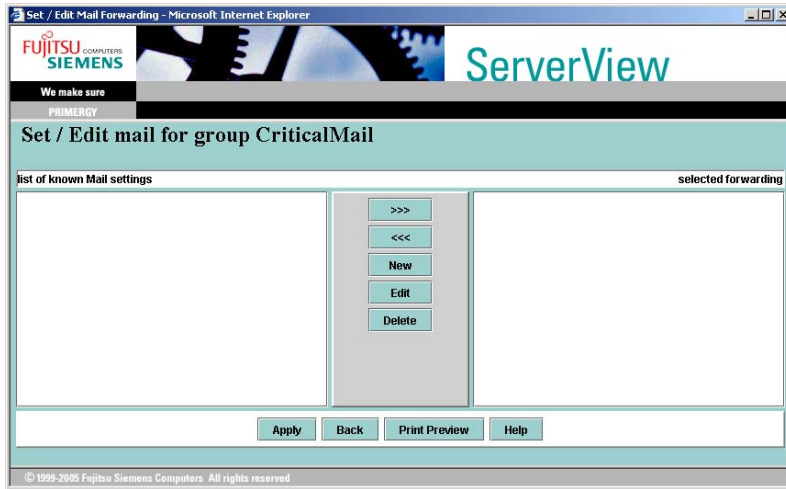 Set / Edit Mail Forwarding - Microsoft Internet Explorer
FUJITSU COMPUTERS
SIEMENS
ServerView
We make sure
PRIMERGY
Set / Edit mail for group CriticalMail
list of known Mail settings
selected forwarding
>>>
<<<
New
Edit
Delete
Apply
Back
Print Preview
Help
© 1999-2005 Fujitsu Siemens Computers All rights reserved